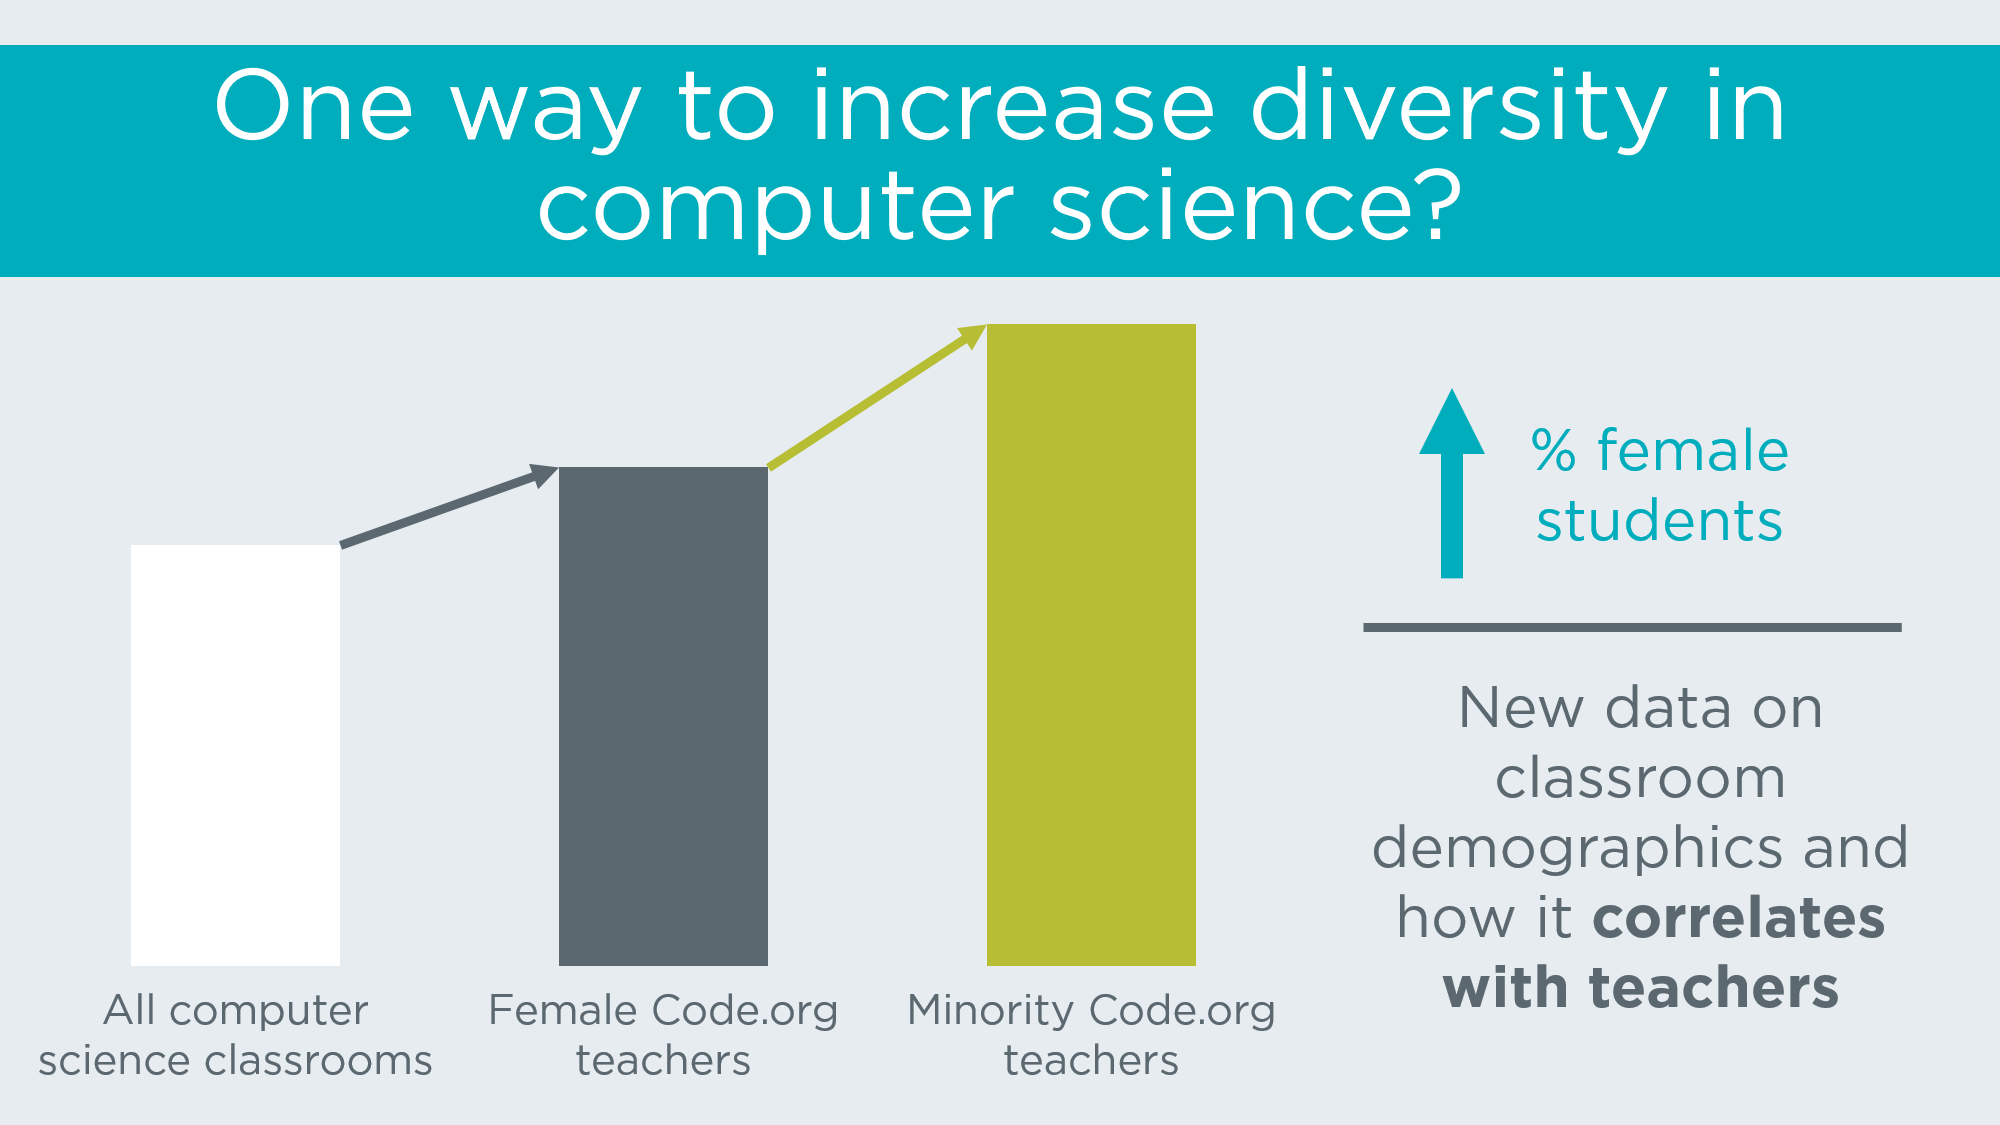 One way to increase diversity in
computer science?
% female
students
New data on
classroom
demographics and
how it correlates
with teachers
All computer
science classrooms
Female Code.org
teachers
Minority Code.org
teachers